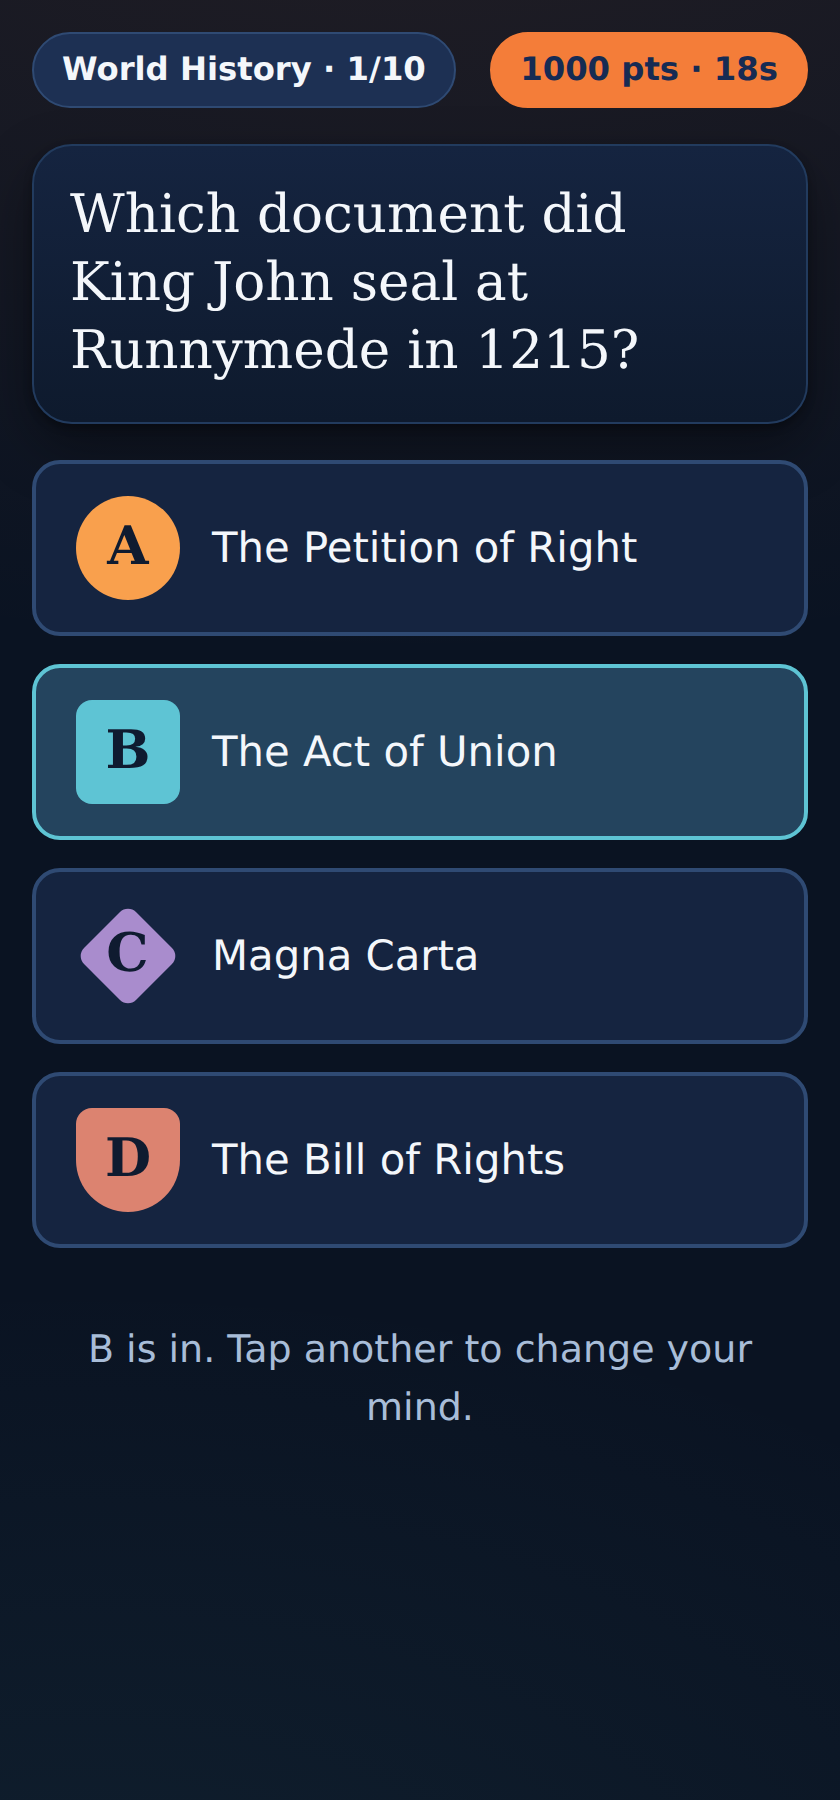 World History · 1/10
1000 pts · 18s
Which document did
King John seal at
Runnymede in 1215?
A
The Petition of Right
B
The Act of Union
C
Magna Carta
D
The Bill of Rights
B is in. Tap another to change your
mind.